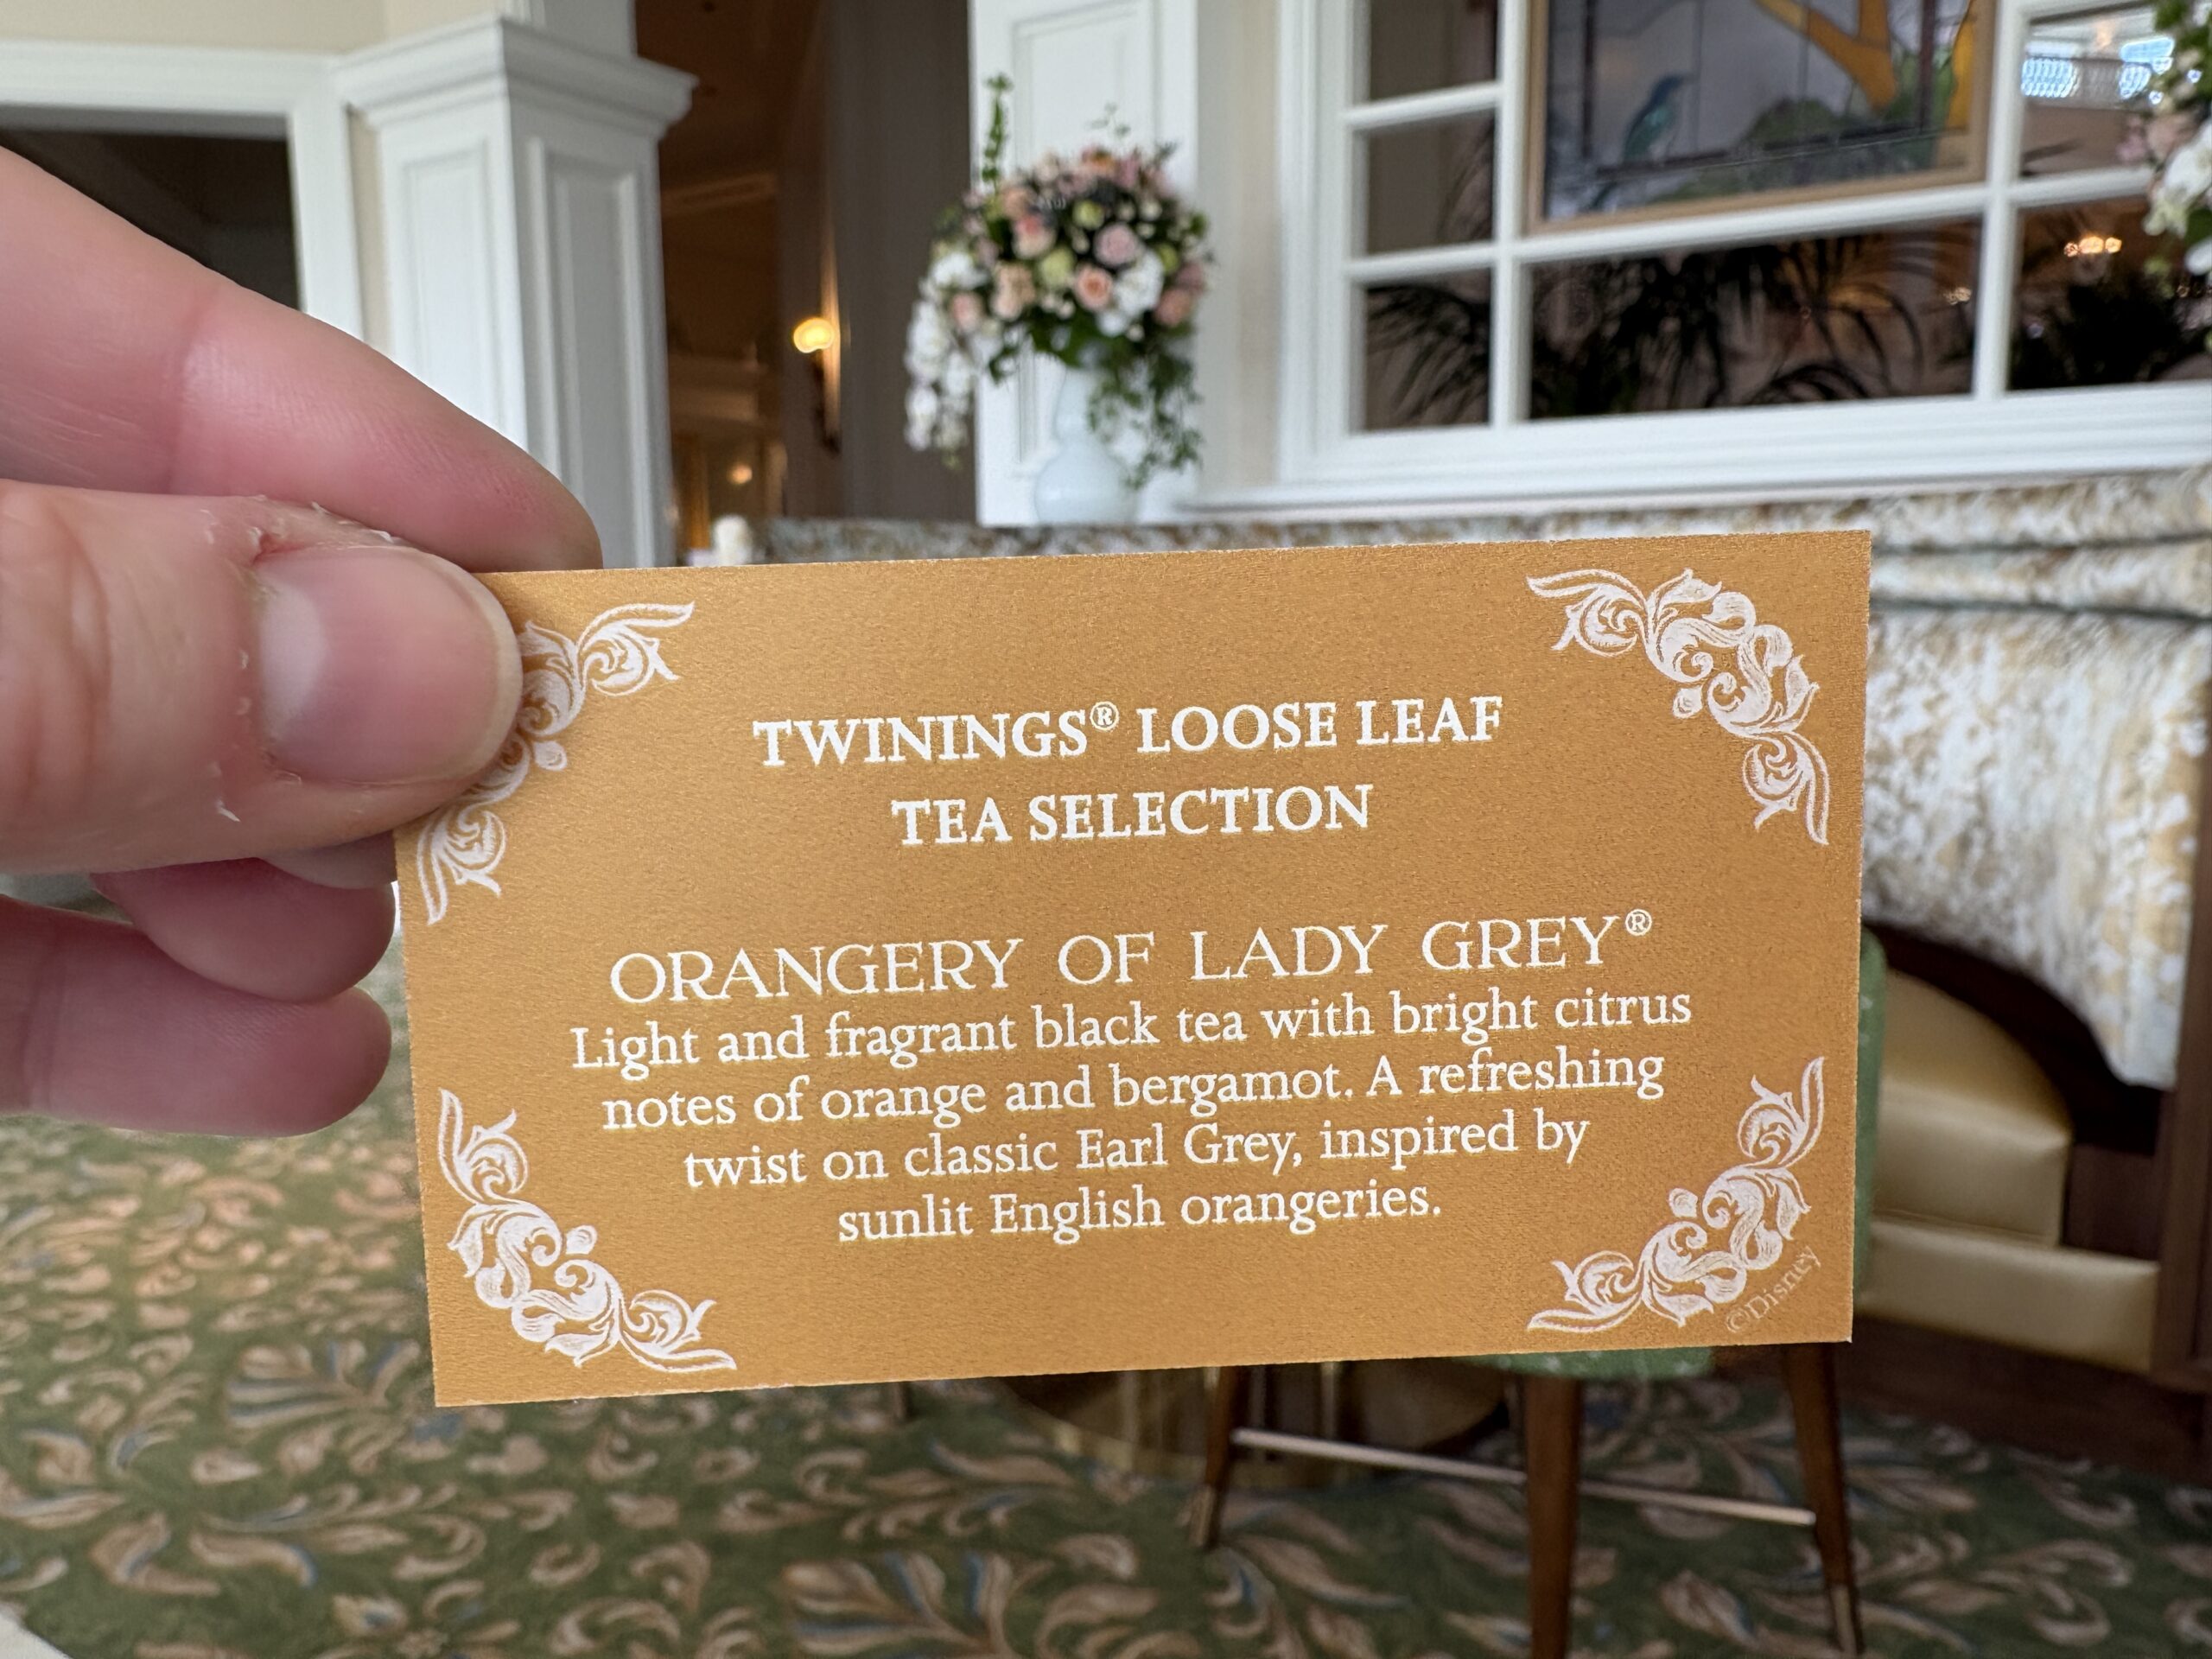 TWININGS® LOOSE LEAF
TEA SELECTION
ORANGERY OF LADY GREY®
Light and fragrant black tea with bright citrus
notes of orange and bergamot. A refreshing
twist on classic Earl Grey, inspired by
sunlit English orangeries.
©Disney